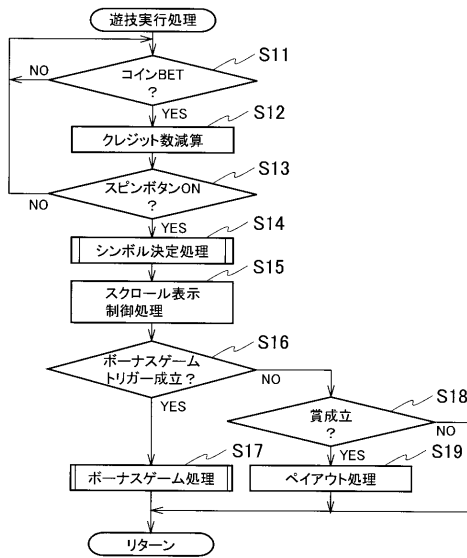 遊技実行処理
S11
コインBET
?
NO
YES
S12
クレジット数減算
S13
スピンボタンON
?
NO
YES
S14
シンボル決定処理
S15
スクロール表示
制御処理
S16
ボーナスゲーム
トリガー成立?
NO
YES
S18
賞成立
?
NO
YES
S17
ボーナスゲーム処理
S19
ペイアウト処理
リターン